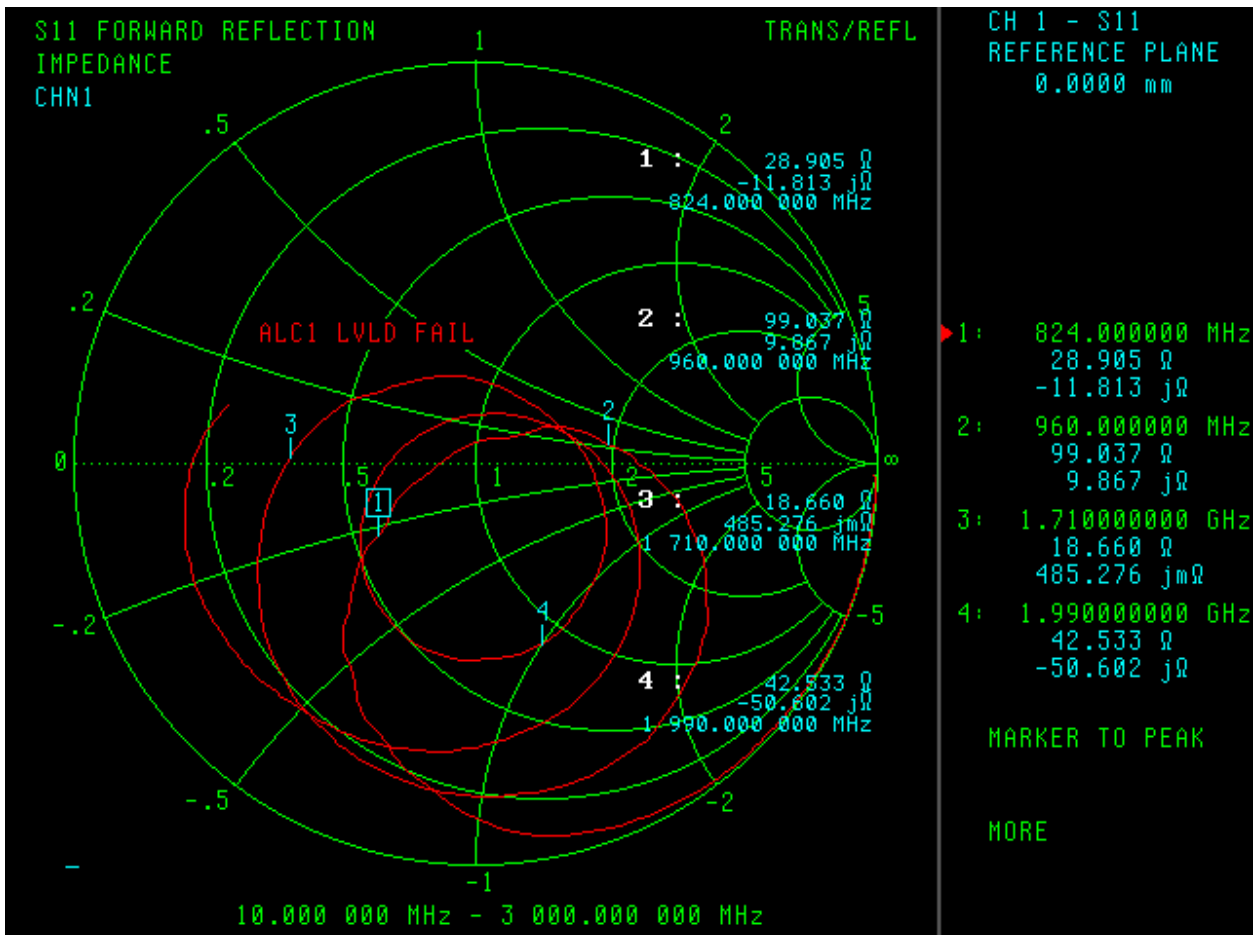 S11 FORWARD REFLECTION
TRANS/REFL
IMPEDANCE
CHN1
1
.5
2
.2
5
0
.2
.5
1
2
5
∞
-.2
-5
-.5
-2
-1
ALC1 LVLD FAIL
1
2
3
4
1 :
28.905 Ω
-11.813 jΩ
824.000 000 MHz
2 :
99.037 Ω
9.867 jΩ
960.000 000 MHz
3 :
18.660 Ω
485.276 jmΩ
1 710.000 000 MHz
4 :
42.533 Ω
-50.602 jΩ
1 990.000 000 MHz
10.000 000 MHz - 3 000.000 000 MHz
CH 1 - S11
REFERENCE PLANE
0.0000 mm
1: 824.000000 MHz
28.905 Ω
-11.813 jΩ
2: 960.000000 MHz
99.037 Ω
9.867 jΩ
3: 1.710000000 GHz
18.660 Ω
485.276 jmΩ
4: 1.990000000 GHz
42.533 Ω
-50.602 jΩ
MARKER TO PEAK
MORE